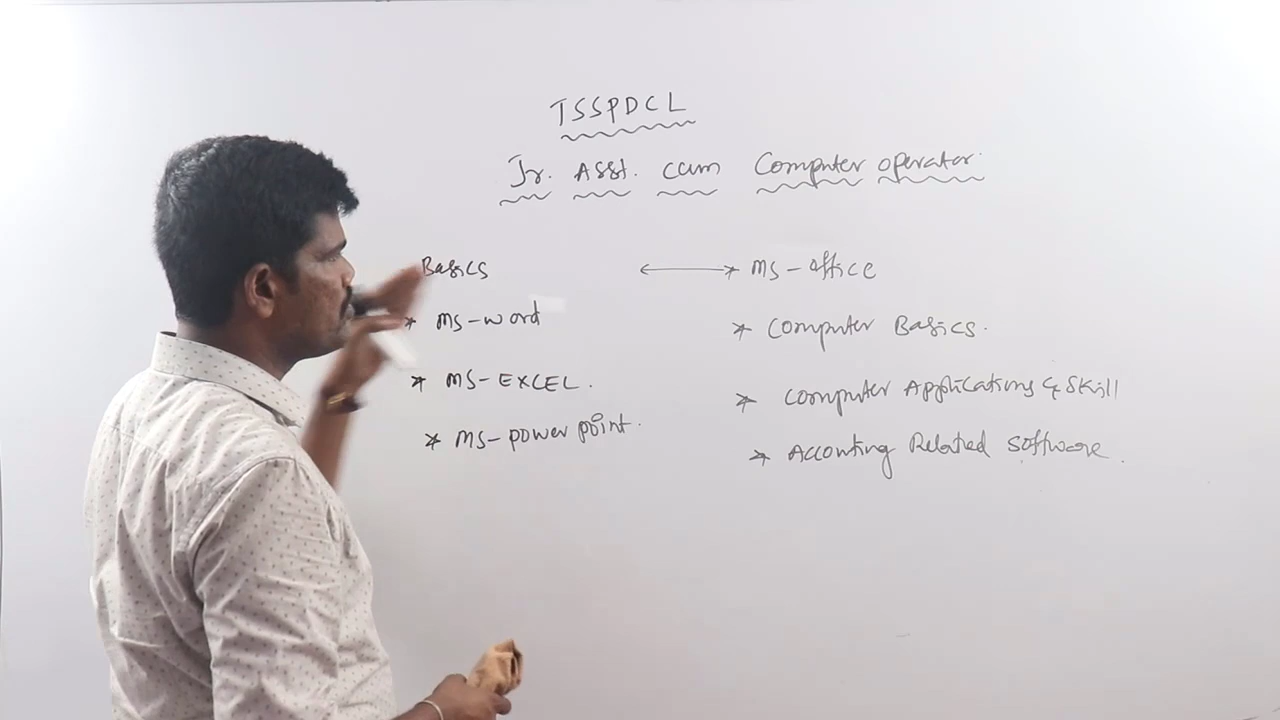 TSSPDCL
Jr. Asst. cum Computer operator.
Basics
* MS-word
* MS-EXCEL.
* MS-power point.
* MS-office
* Computer Basics.
* Computer Applications & Skill
* Acconting Related software.